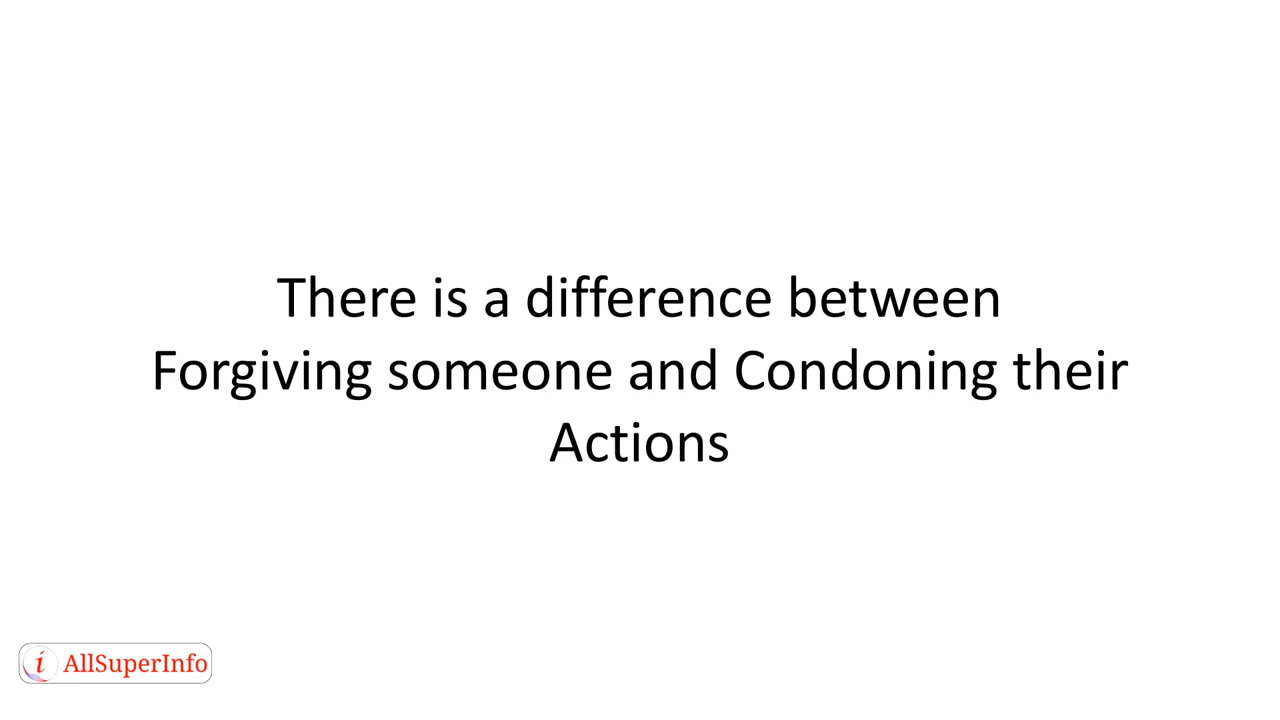 There is a difference between
Forgiving someone and Condoning their
Actions
i AllSuperInfo